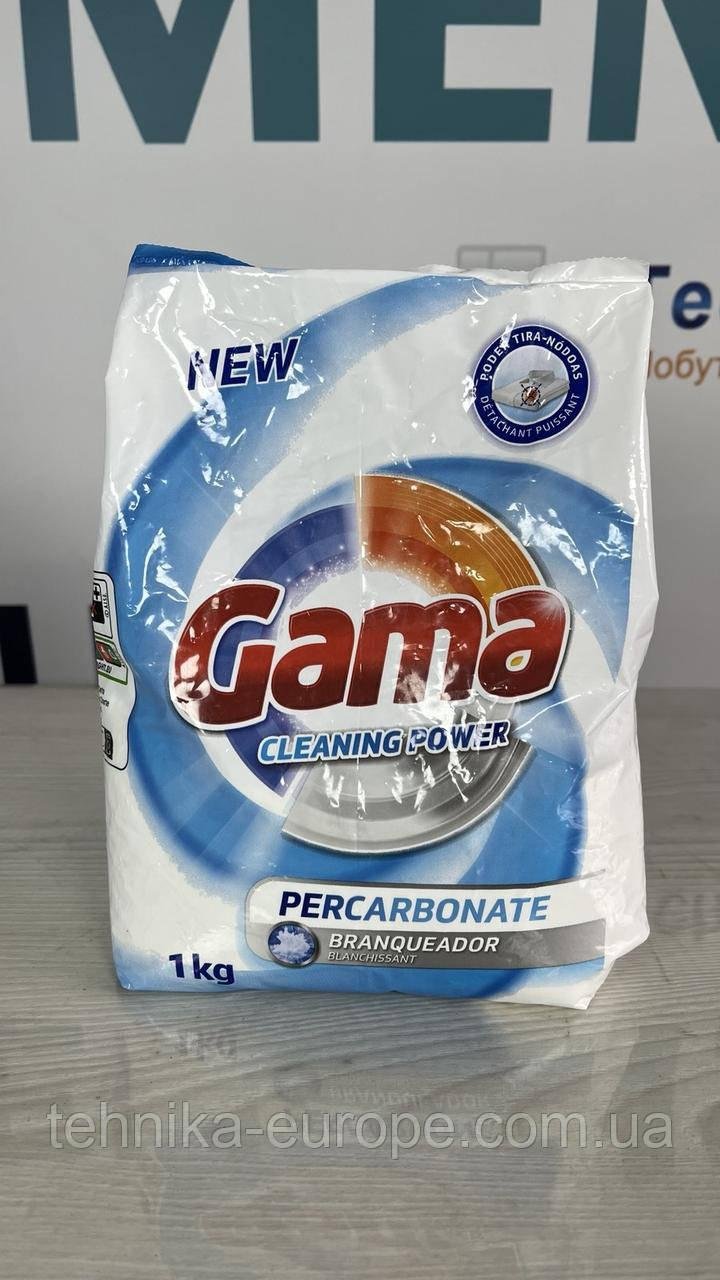 MEN
Te
Побут
NEW
PODER TIRA-NÓDOAS
DÉTACHANT PUISSANT
Gama
CLEANING POWER
PERCARBONATE
BRANQUEADOR
BLANCHISSANT
1kg
tehnika-europe.com.ua